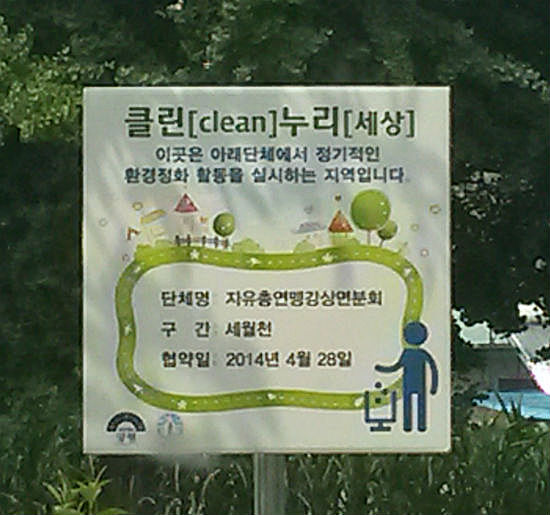 클린[clean]누리[세상]
이곳은 아래단체에서 정기적인
환경정화 활동을 실시하는 지역입니다.
단체명: 자유총연맹강상면분회
구 간: 세월천
협약일: 2014년 4월 28일
양평